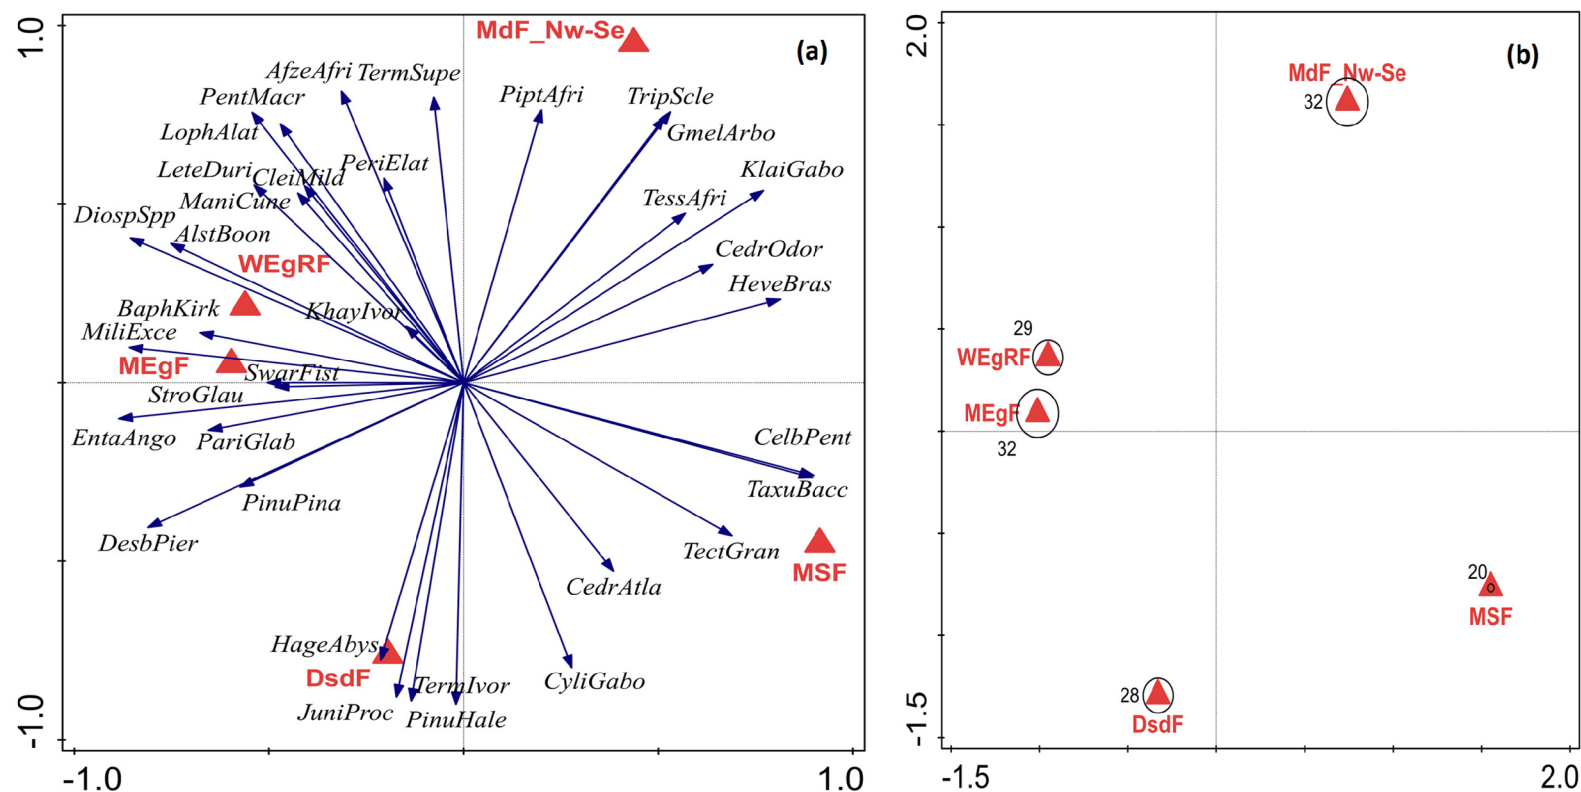 MdF_Nw-Se
1.0
(a)
AfzeAfri
TermSupe
PentMacr
PiptAfri
TripScle
LophAlat
GmelArbo
LeteDuri
CleiMild
PeriElat
KlaiGabo
ManiCune
TessAfri
DiospSpp
AlstBoon
WEgRF
CedrOdor
HeveBras
BaphKirk
KhayIvor
MiliExce
MEgF
SwarFist
StroGlau
EntaAngo
PariGlab
CelbPent
PinuPina
TaxuBacc
DesbPier
TectGran
MSF
CedrAtla
HageAbys
DsdF
TermIvor
CyliGabo
JuniProc
PinuHale
-1.0
-1.0
1.0
2.0
(b)
MdF_Nw-Se
32
29
WEgRF
MEgF
32
20
MSF
28
DsdF
-1.5
-1.5
2.0